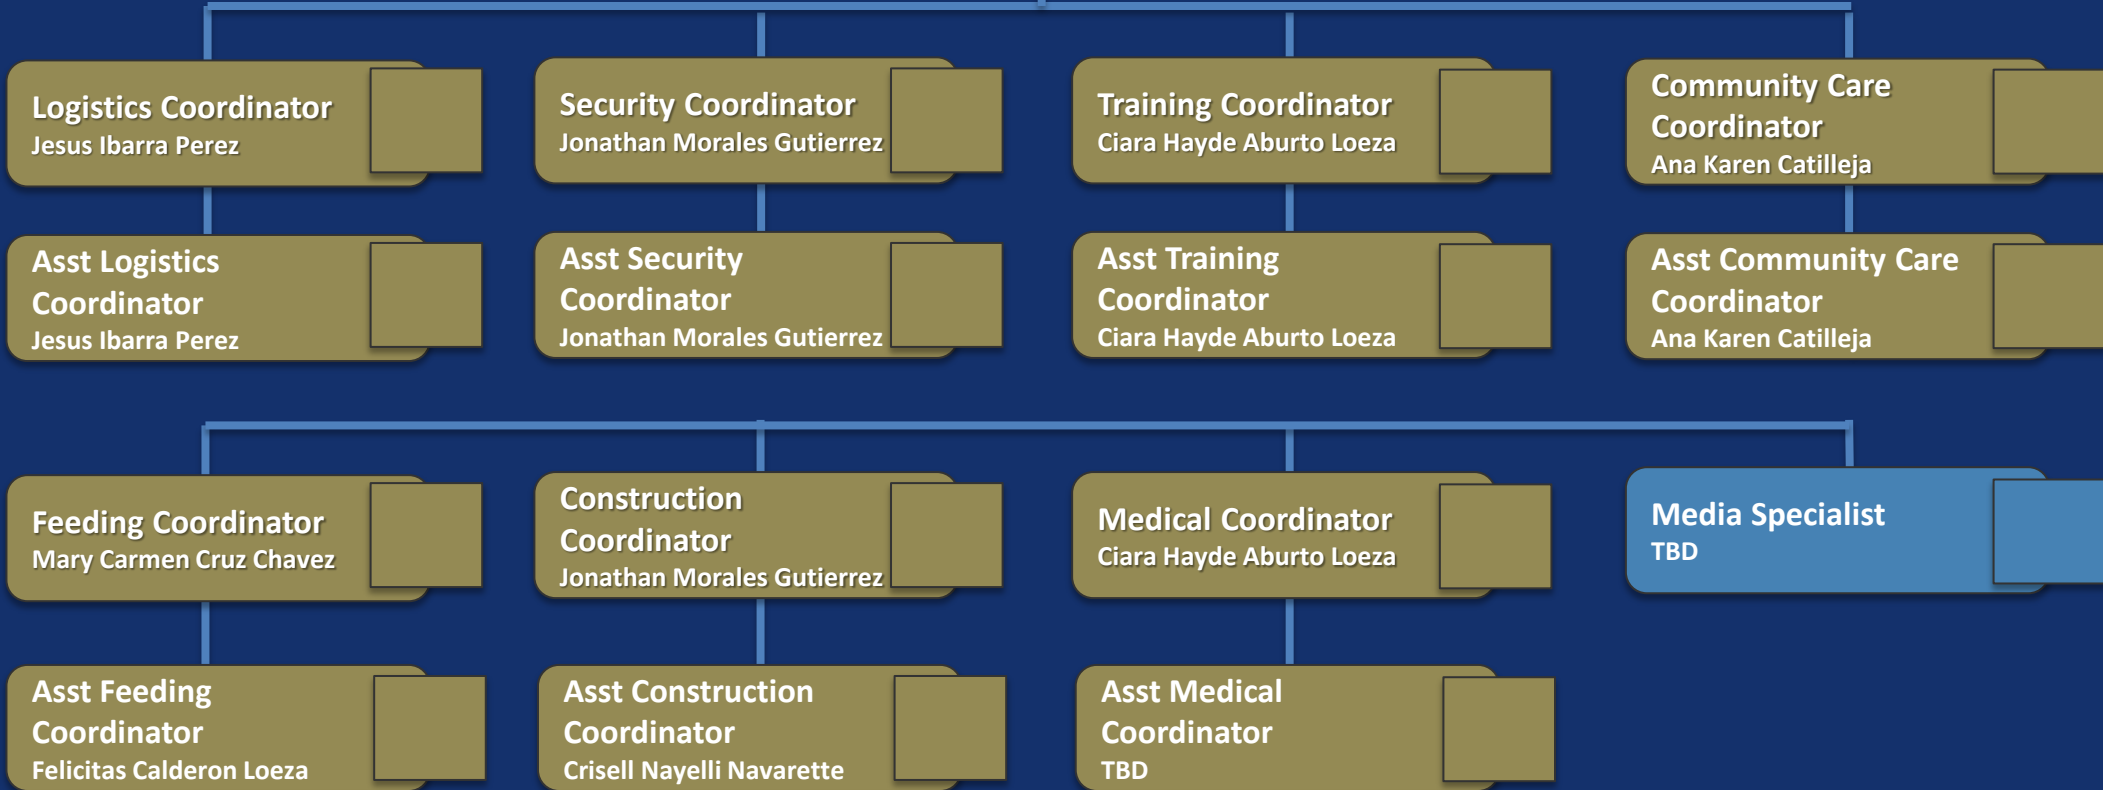 Logistics Coordinator
Jesus Ibarra Perez
Security Coordinator
Jonathan Morales Gutierrez
Training Coordinator
Ciara Hayde Aburto Loeza
Community Care
Coordinator
Ana Karen Catilleja
Asst Logistics
Coordinator
Jesus Ibarra Perez
Asst Security
Coordinator
Jonathan Morales Gutierrez
Asst Training
Coordinator
Ciara Hayde Aburto Loeza
Asst Community Care
Coordinator
Ana Karen Catilleja
Feeding Coordinator
Mary Carmen Cruz Chavez
Construction
Coordinator
Jonathan Morales Gutierrez
Medical Coordinator
Ciara Hayde Aburto Loeza
Media Specialist
TBD
Asst Feeding
Coordinator
Felicitas Calderon Loeza
Asst Construction
Coordinator
Crisell Nayelli Navarette
Asst Medical
Coordinator
TBD